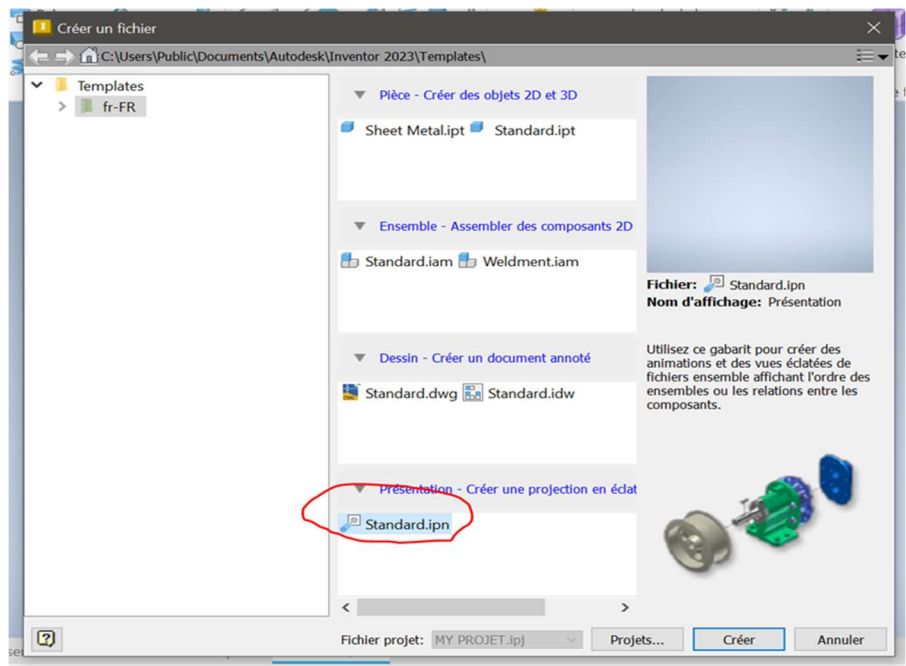 Créer un fichier
C:\Users\Public\Documents\Autodesk\Inventor 2023\Templates\
Templates
fr-FR
Pièce - Créer des objets 2D et 3D
Sheet Metal.ipt Standard.ipt
Ensemble - Assembler des composants 2D
Standard.iam Weldment.iam
Dessin - Créer un document annoté
Standard.dwg Standard.idw
Présentation - Créer une projection en éclat
Standard.ipn
Fichier: Standard.ipn
Nom d'affichage: Présentation
Utilisez ce gabarit pour créer des
animations et des vues éclatées de
fichiers ensemble affichant l'ordre des
ensembles ou les relations entre les
composants.
Fichier projet: MY PROJET.ipj Projets... Créer Annuler